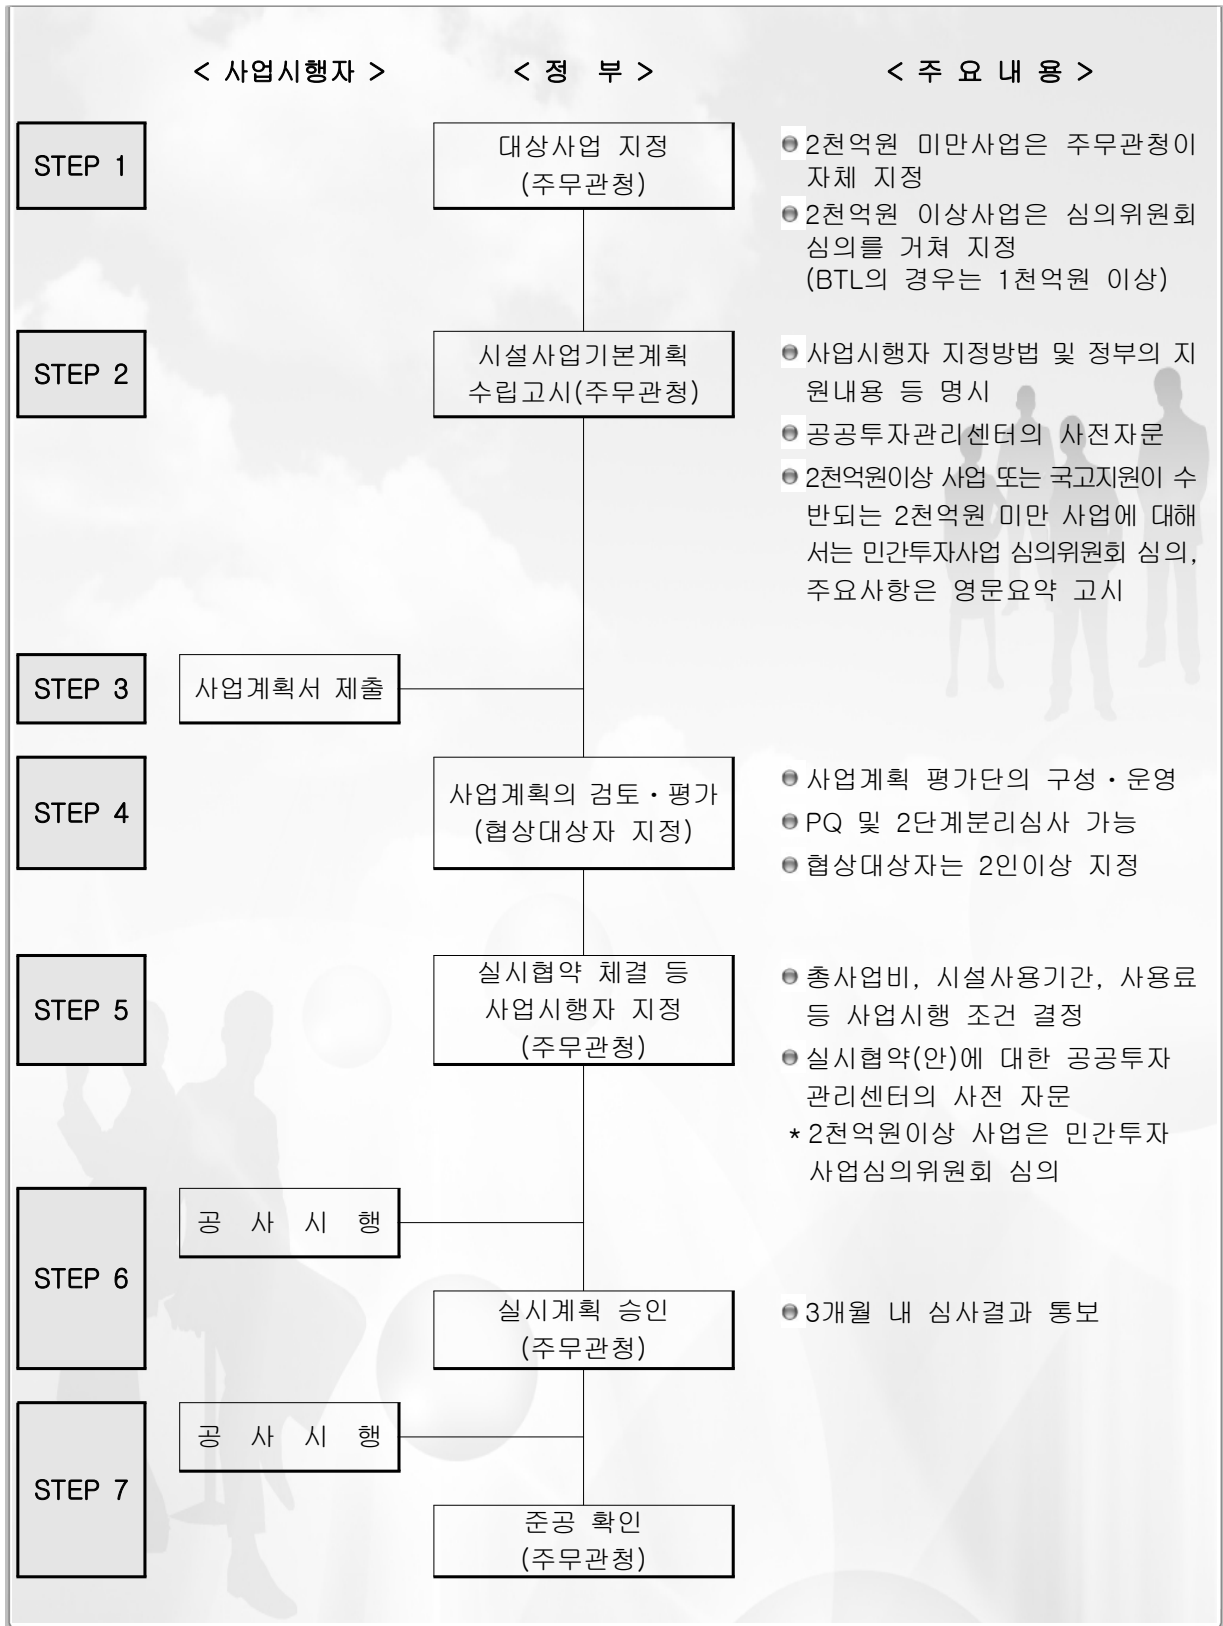 < 사업시행자 > < 정 부 > < 주 요 내 용 >
STEP 1
대상사업 지정
(주무관청)
2천억원 미만사업은 주무관청이
자체 지정
2천억원 이상사업은 심의위원회
심의를 거쳐 지정
(BTL의 경우는 1천억원 이상)
STEP 2
시설사업기본계획
수립고시(주무관청)
사업시행자 지정방법 및 정부의 지
원내용 등 명시
공공투자관리센터의 사전자문
2천억원이상 사업 또는 국고지원이 수
반되는 2천억원 미만 사업에 대해
서는 민간투자사업 심의위원회 심의,
주요사항은 영문요약 고시
STEP 3
사업계획서 제출
STEP 4
사업계획의 검토・평가
(협상대상자 지정)
사업계획 평가단의 구성・운영
PQ 및 2단계분리심사 가능
협상대상자는 2인이상 지정
STEP 5
실시협약 체결 등
사업시행자 지정
(주무관청)
총사업비, 시설사용기간, 사용료
등 사업시행 조건 결정
실시협약(안)에 대한 공공투자
관리센터의 사전 자문
* 2천억원이상 사업은 민간투자
사업심의위원회 심의
STEP 6
공 사 시 행
실시계획 승인
(주무관청)
3개월 내 심사결과 통보
STEP 7
공 사 시 행
준공 확인
(주무관청)